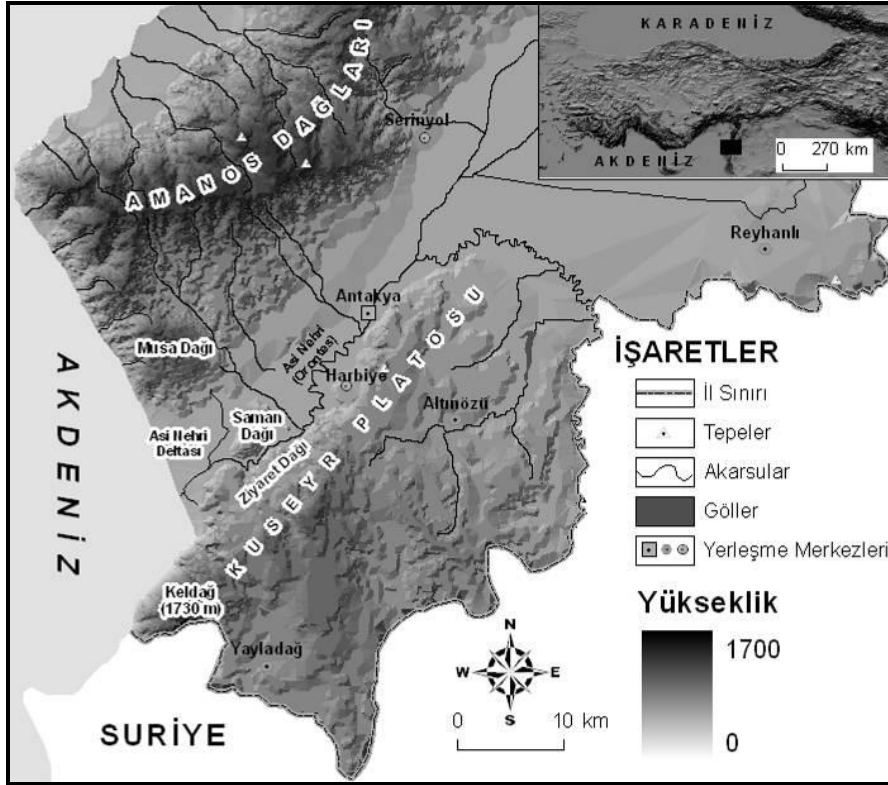 KARADENİZ
AKDENİZ
0 270 km
AMANOS DAĞLARI
Serinyol
Reyhanlı
Antakya
Asi Nehri
(Orontes)
Harbiye
Musa Dağı
Saman
Dağı
Asi Nehri
Deltası
Ziyaret Dağı
Altınözü
KUSEYR PLATOSU
AKDENİZ
Keldağ
(1730 m)
Yayladağ
SURİYE
İŞARETLER
İl Sınırı
Tepeler
Akarsular
Göller
Yerleşme Merkezleri
Yükseklik
1700
0
N
W E
S
0 10 km